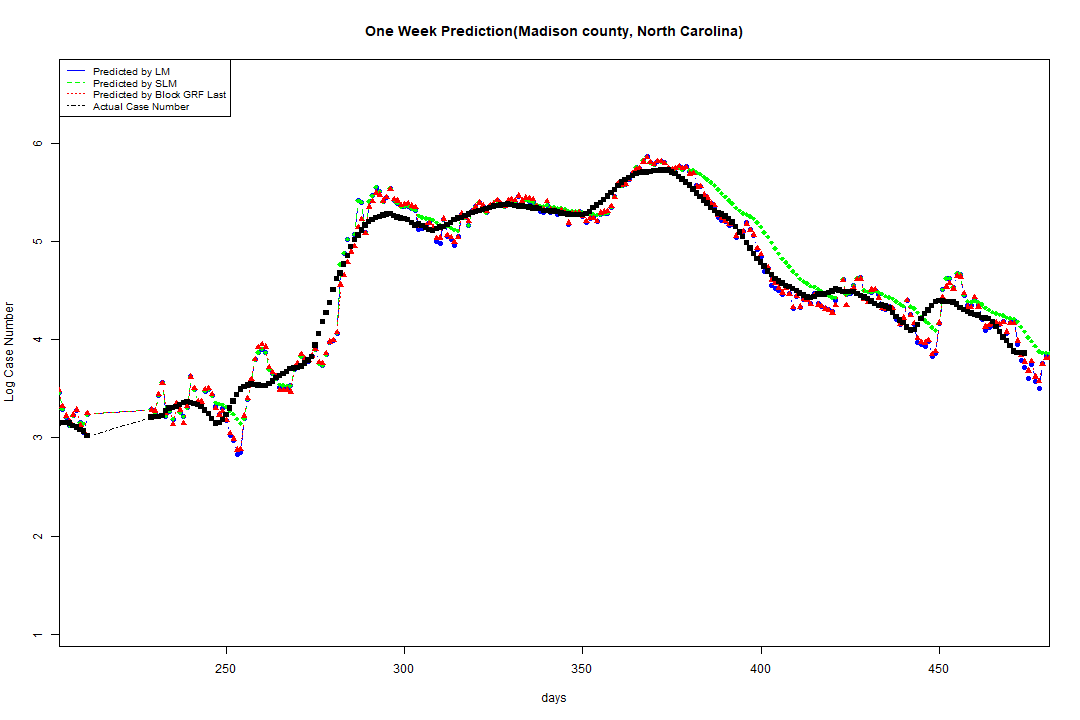 One Week Prediction(Madison county, North Carolina)
Predicted by LM
Predicted by SLM
Predicted by Block GRF Last
Actual Case Number
6
5
4
3
2
1
Log Case Number
250 300 350 400 450
days